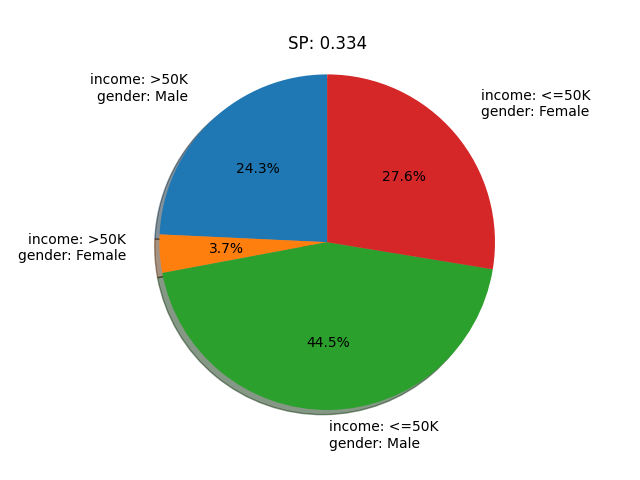 SP: 0.334
income: >50K
gender: Male
income: <=50K
gender: Female
24.3%
27.6%
income: >50K
gender: Female
3.7%
44.5%
income: <=50K
gender: Male